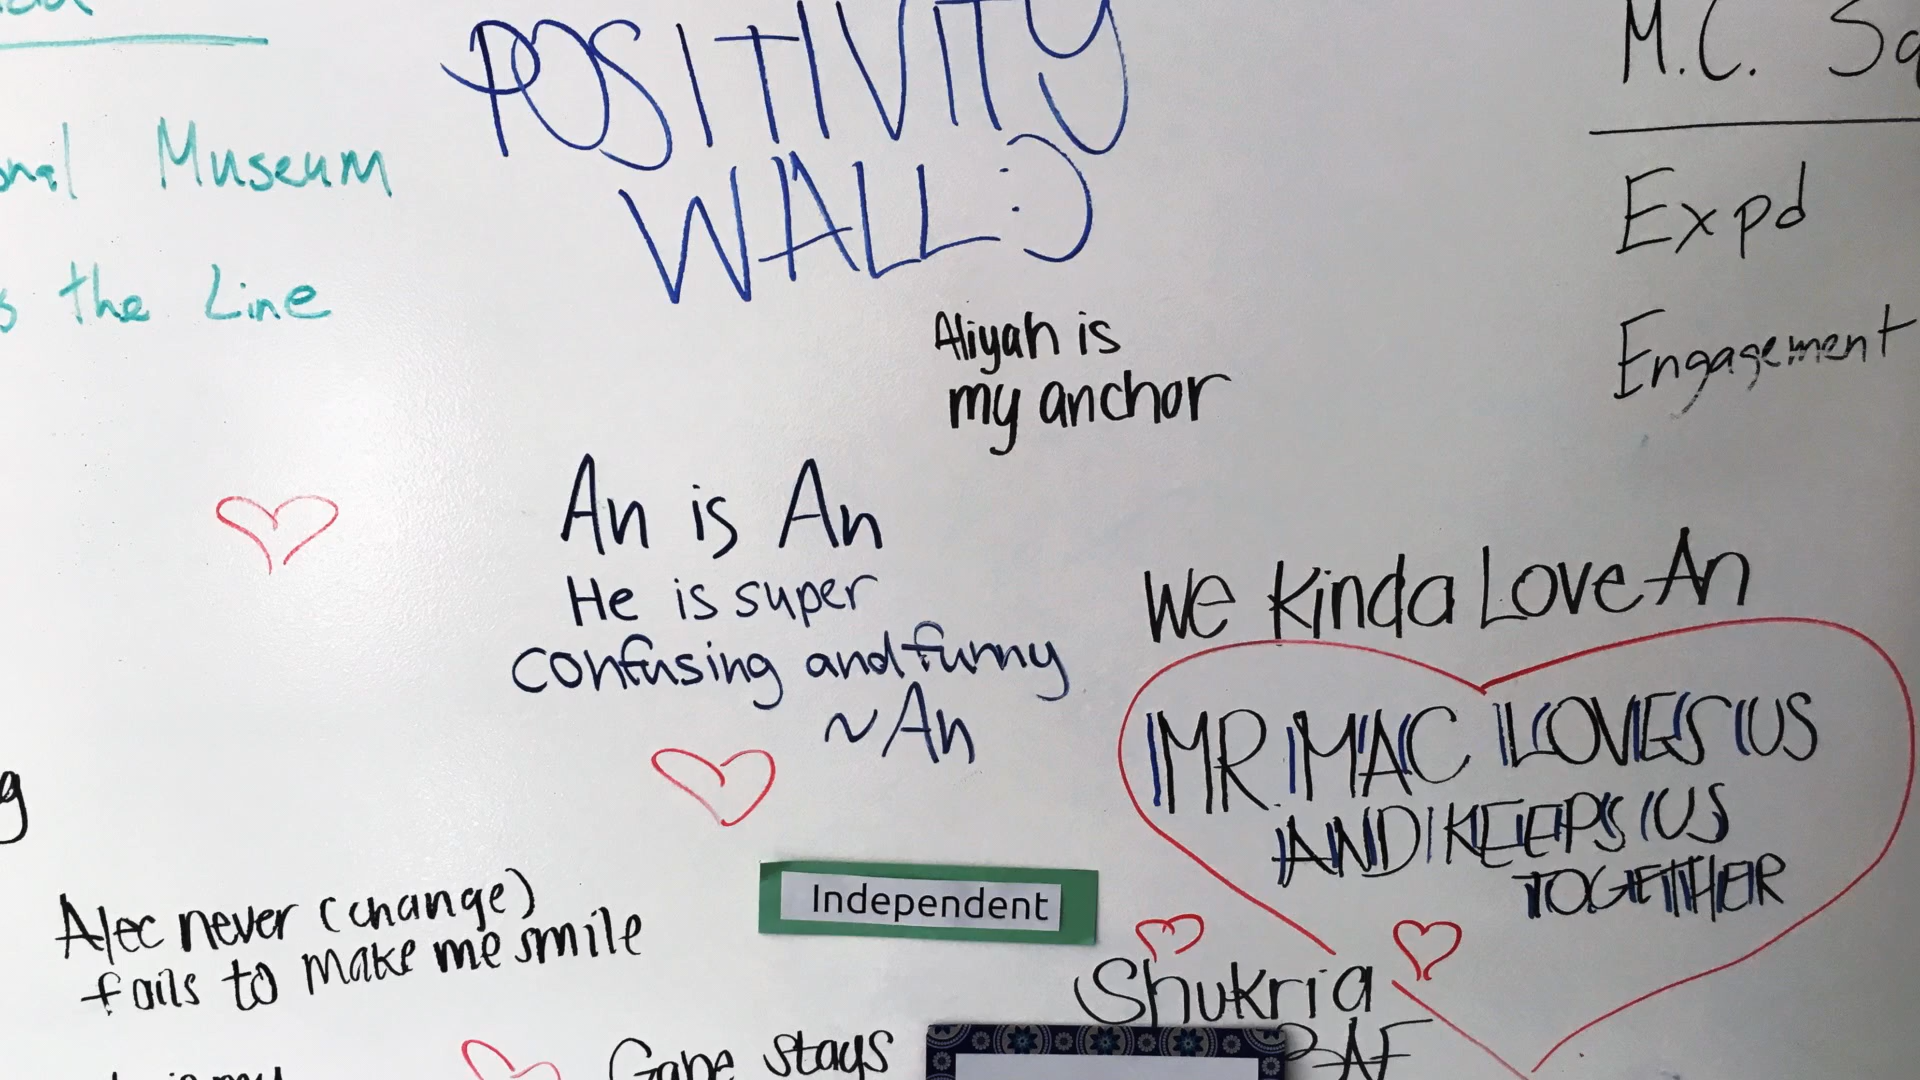 POSITIVITY
WALL :)
Museum
the Line
M.C.
Expd
Engagement
Aliyah is
my anchor
An is An
He is super
confusing and funny
~An
We Kinda Love An
MR. MAC LOVES US
AND KEEPS US
TOGETHER
Independent
Alec never (change)
fails to make me smile
Shukria
Gabe stays